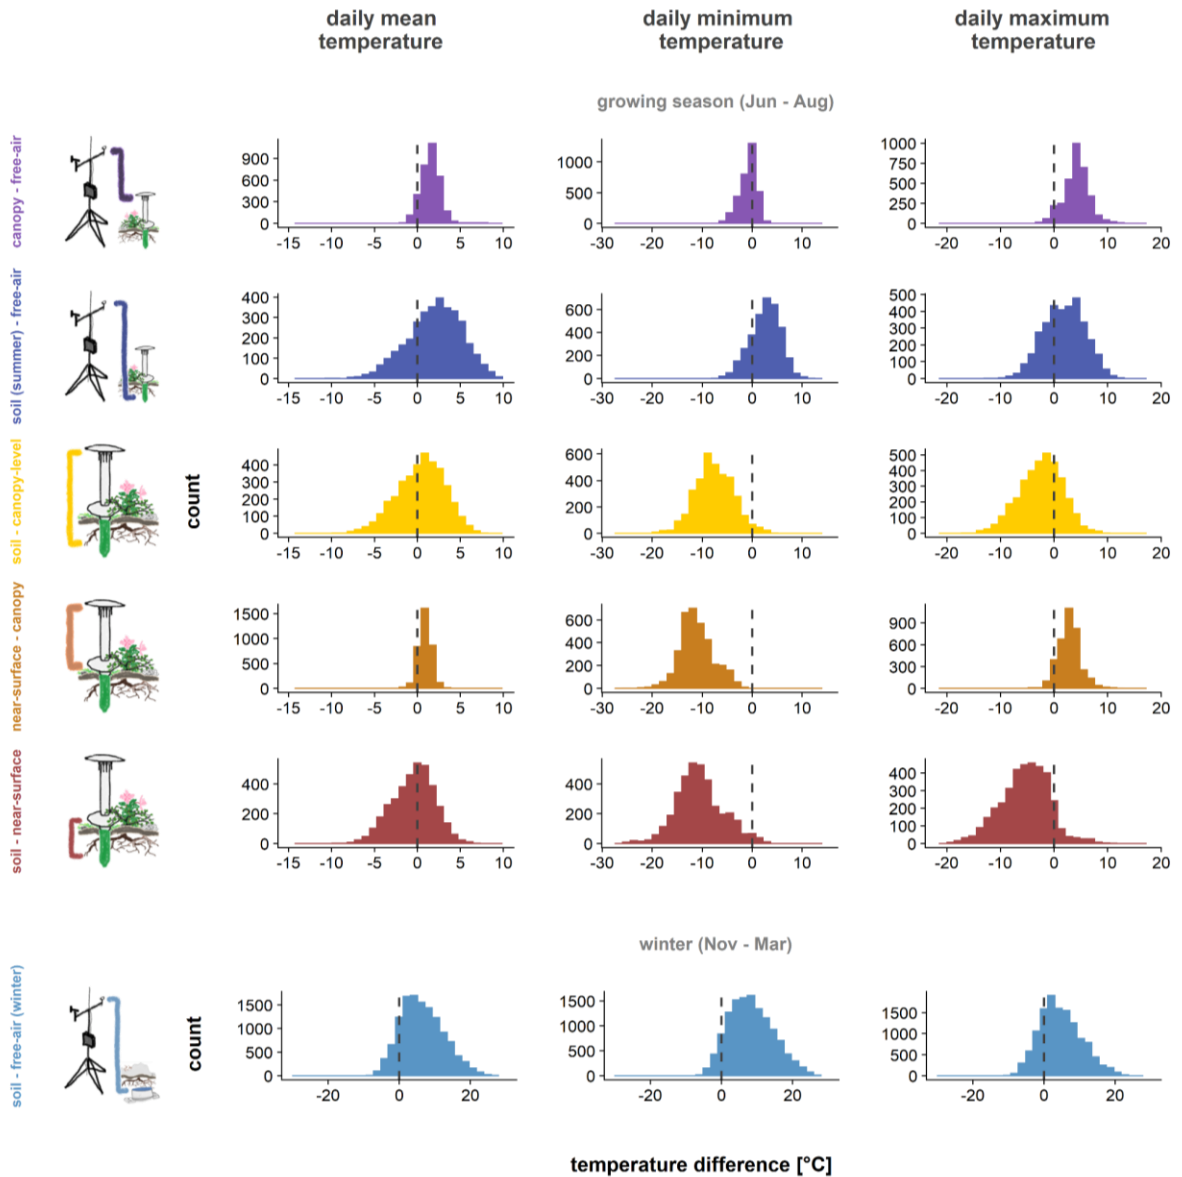 daily mean
temperature
daily minimum
temperature
daily maximum
temperature
growing season (Jun - Aug)
canopy - free-air
900
600
300
0
-15 -10 -5 0 5 10
1000
500
0
-30 -20 -10 0 10
1000
750
500
250
0
-20 -10 0 10 20
soil (summer) - free-air
400
300
200
100
0
-15 -10 -5 0 5 10
600
400
200
0
-30 -20 -10 0 10
500
400
300
200
100
0
-20 -10 0 10 20
soil - canopy-level
count
400
300
200
100
0
-15 -10 -5 0 5 10
600
400
200
0
-30 -20 -10 0 10
500
400
300
200
100
0
-20 -10 0 10 20
near-surface - canopy
1500
1000
500
0
-15 -10 -5 0 5 10
600
400
200
0
-30 -20 -10 0 10
900
600
300
0
-20 -10 0 10 20
soil - near-surface
400
200
0
-15 -10 -5 0 5 10
400
200
0
-30 -20 -10 0 10
400
300
200
100
0
-20 -10 0 10 20
winter (Nov - Mar)
soil - free-air (winter)
count
1500
1000
500
0
-20 0 20
1500
1000
500
0
-20 0 20
1500
1000
500
0
-20 0 20
temperature difference [°C]